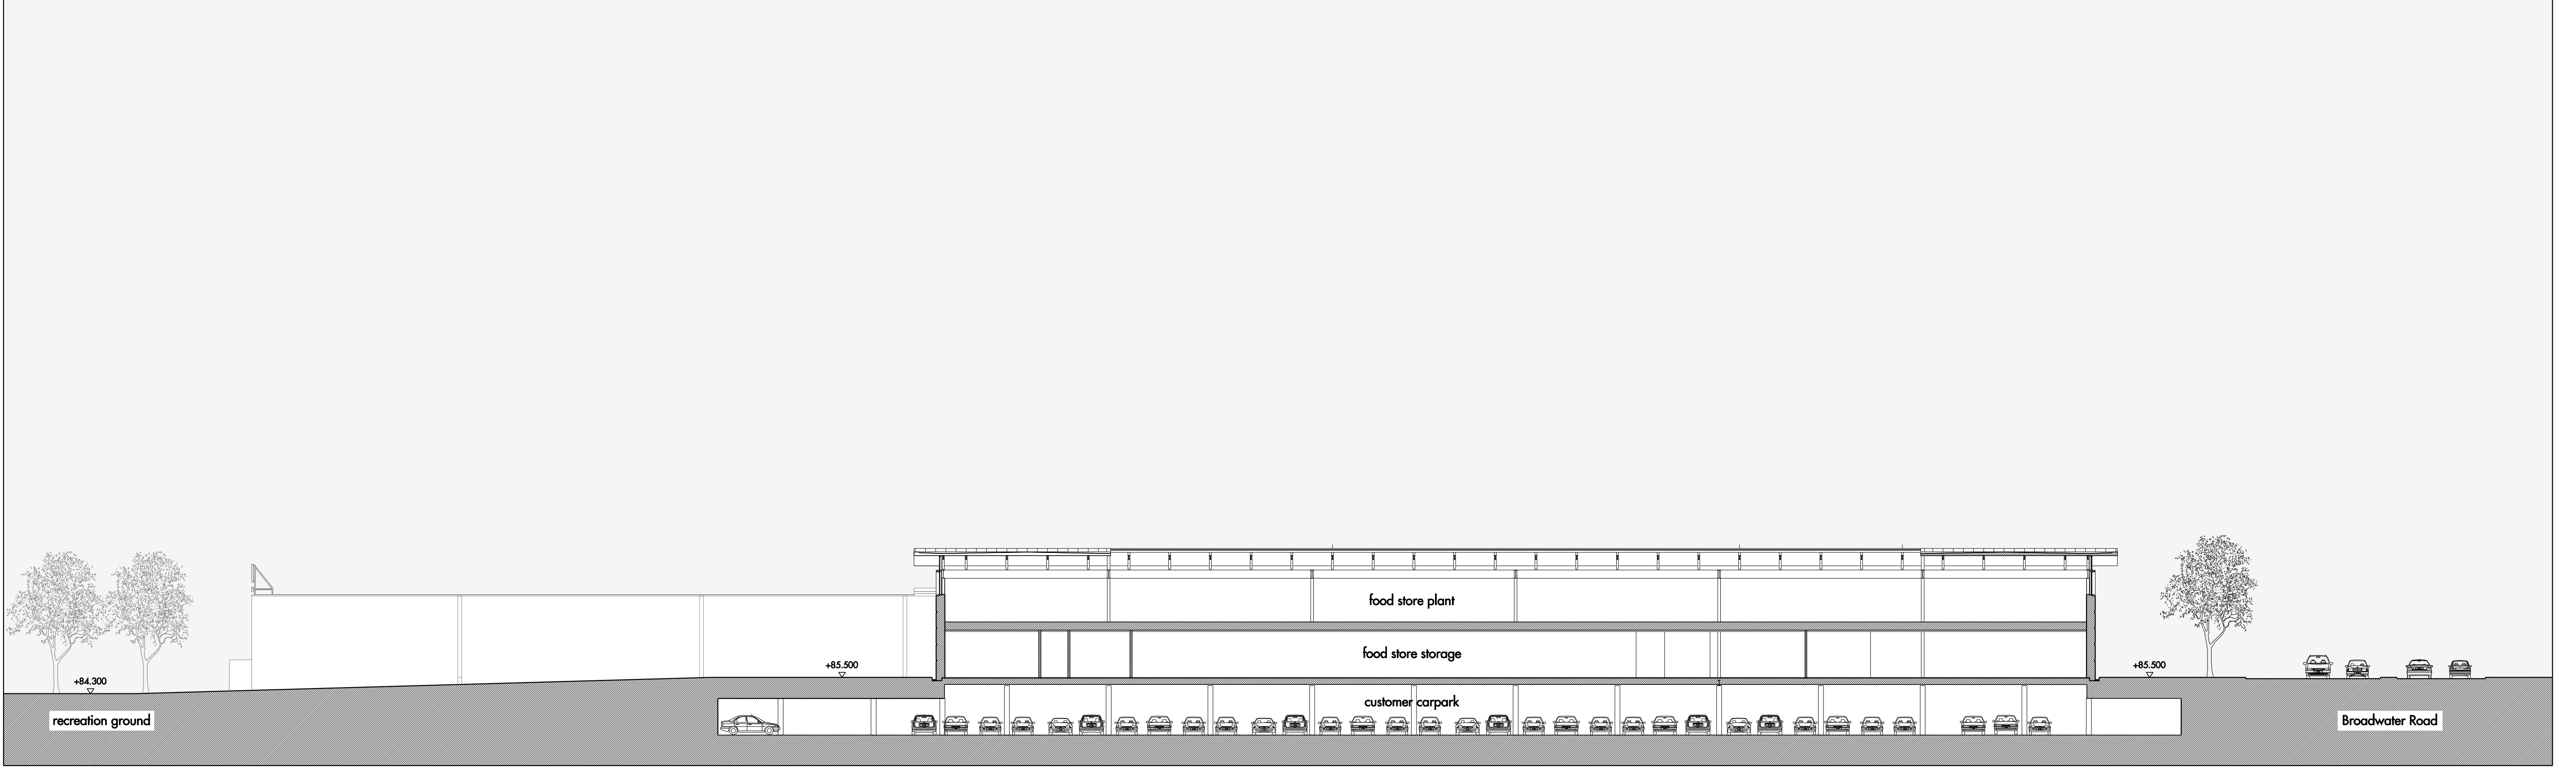 food store plant
food store storage
+85.500
+85.500
+84.300
customer carpark
recreation ground
Broadwater Road